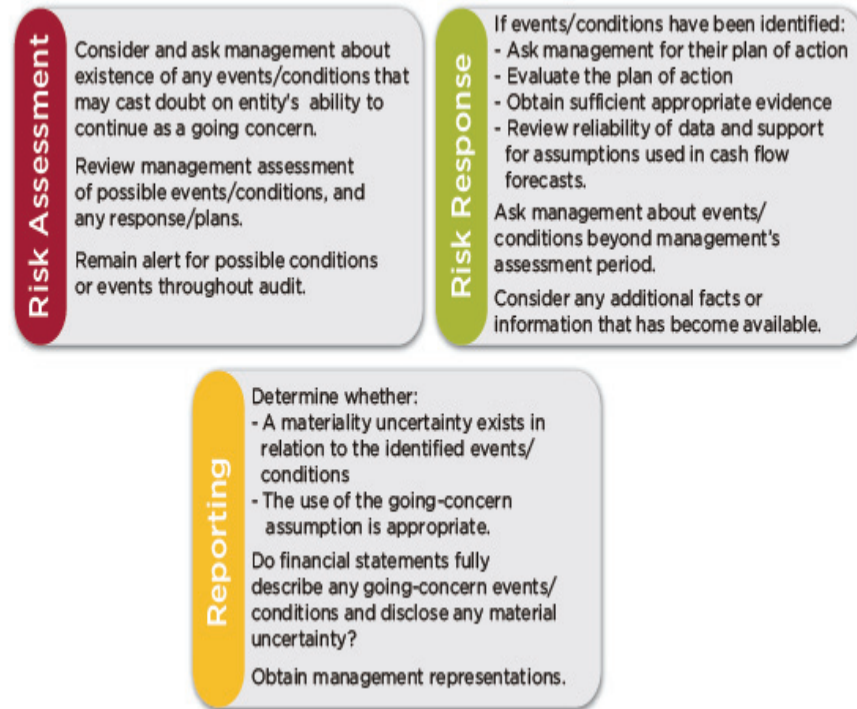 Risk Assessment
Consider and ask management about
existence of any events/conditions that
may cast doubt on entity's ability to
continue as a going concern.
Review management assessment
of possible events/conditions, and
any response/plans.
Remain alert for possible conditions
or events throughout audit.
Risk Response
If events/conditions have been identified:
- Ask management for their plan of action
- Evaluate the plan of action
- Obtain sufficient appropriate evidence
- Review reliability of data and support
for assumptions used in cash flow
forecasts.
Ask management about events/
conditions beyond management's
assessment period.
Consider any additional facts or
information that has become available.
Reporting
Determine whether:
- A materiality uncertainty exists in
relation to the identified events/
conditions
- The use of the going-concern
assumption is appropriate.
Do financial statements fully
describe any going-concern events/
conditions and disclose any material
uncertainty?
Obtain management representations.